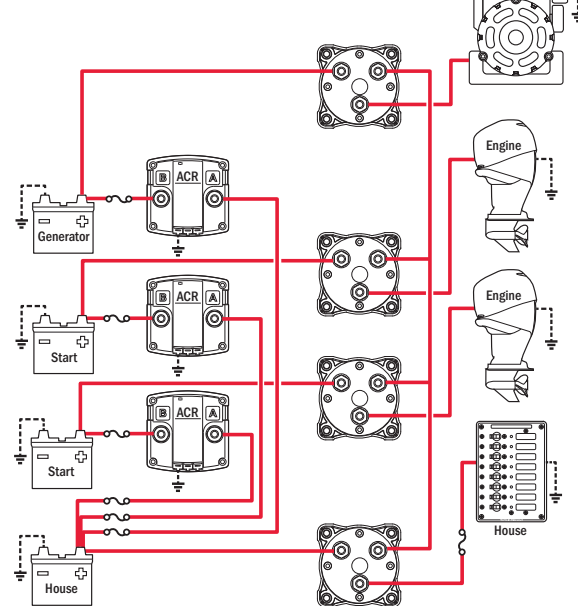 Engine
B ACR A
Generator
Engine
B ACR A
Start
B ACR A
Start
House
House